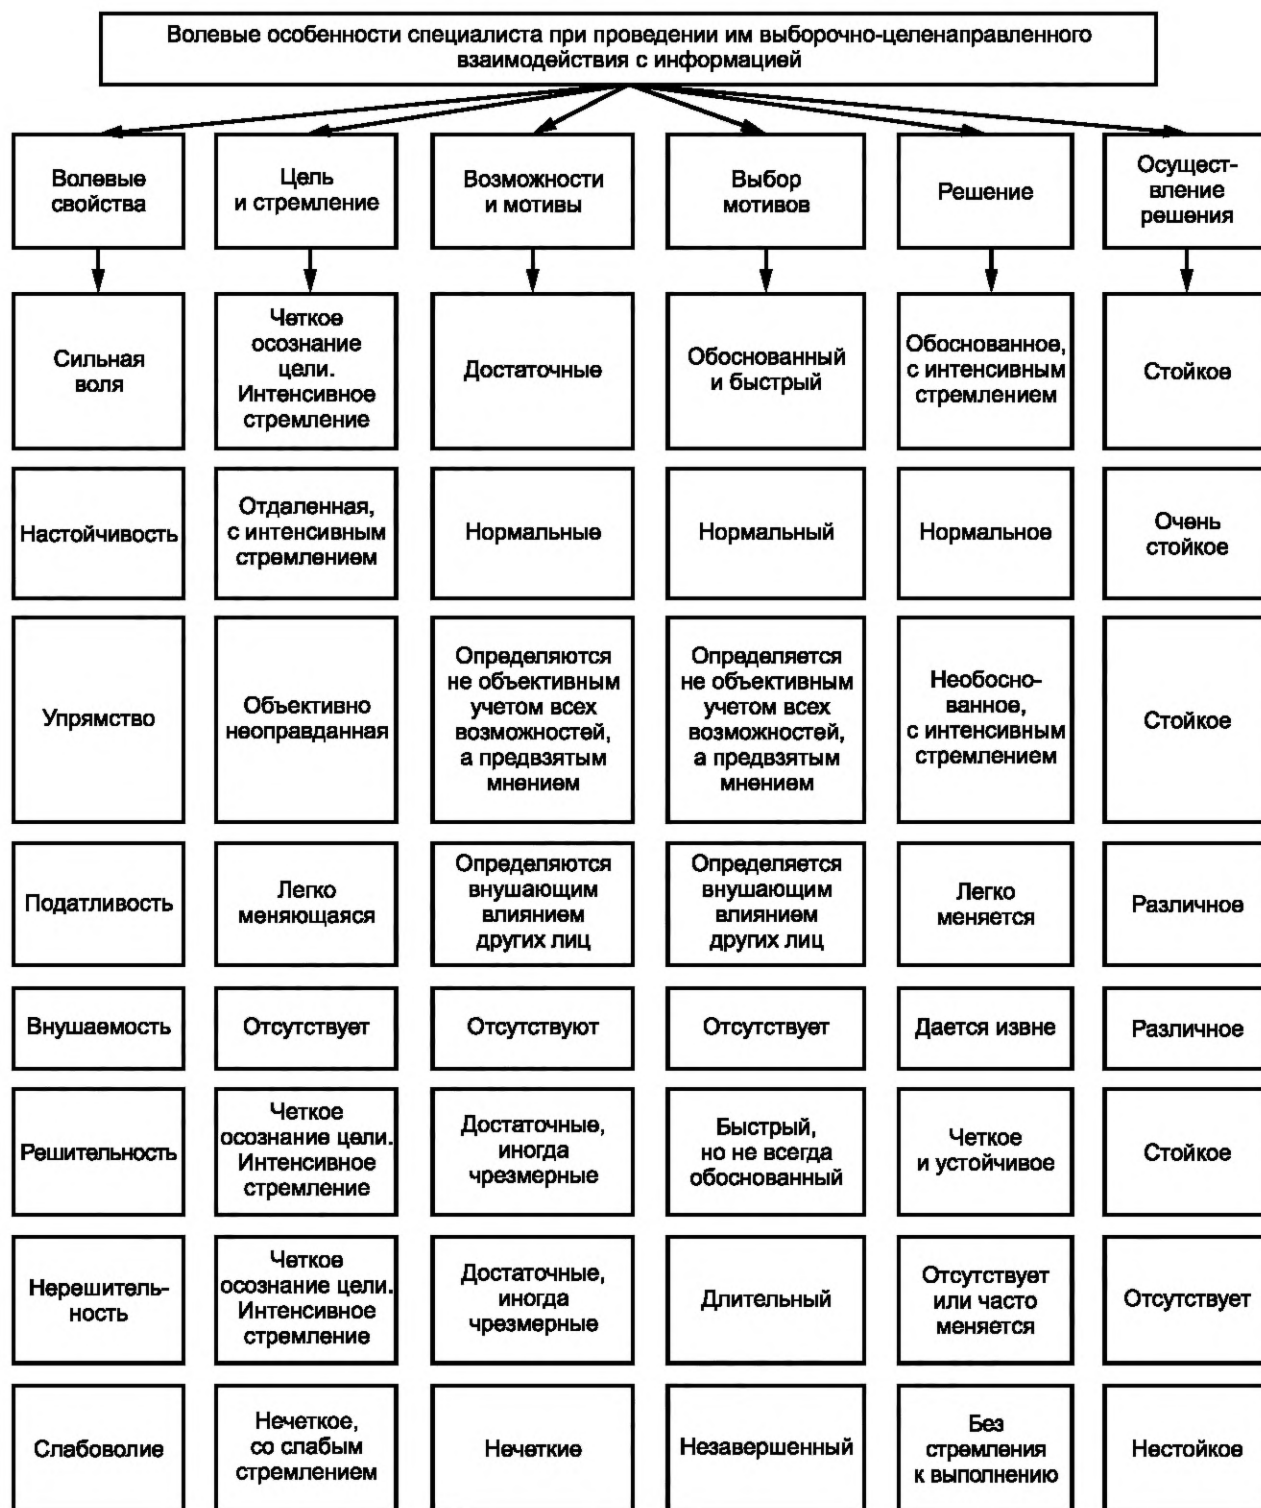 Волевые особенности специалиста при проведении им выборочно-целенаправленного
взаимодействия с информацией
Волевые
свойства
Цель
и стремление
Возможности
и мотивы
Выбор
мотивов
Решение
Осущест-
вление
решения
Сильная
воля
Четкое
осознание
цели.
Интенсивное
стремление
Достаточные
Обоснованный
и быстрый
Обоснованное,
с интенсивным
стремлением
Стойкое
Настойчивость
Отдаленная,
с интенсивным
стремлением
Нормальные
Нормальный
Нормальное
Очень
стойкое
Упрямство
Объективно
неоправданная
Определяются
не объективным
учетом всех
возможностей,
а предвзятым
мнением
Определяется
не объективным
учетом всех
возможностей,
а предвзятым
мнением
Необосно-
ванное,
с интенсивным
стремлением
Стойкое
Податливость
Легко
меняющаяся
Определяются
внушающим
влиянием
других лиц
Определяется
внушающим
влиянием
других лиц
Легко
меняется
Различное
Внушаемость
Отсутствует
Отсутствуют
Отсутствует
Дается извне
Различное
Решительность
Четкое
осознание цели.
Интенсивное
стремление
Достаточные,
иногда
чрезмерные
Быстрый,
но не всегда
обоснованный
Четкое
и устойчивое
Стойкое
Нерешитель-
ность
Четкое
осознание цели.
Интенсивное
стремление
Достаточные,
иногда
чрезмерные
Длительный
Отсутствует
или часто
меняется
Отсутствует
Слабоволие
Нечеткое,
со слабым
стремлением
Нечеткие
Незавершенный
Без
стремления
к выполнению
Нестойкое